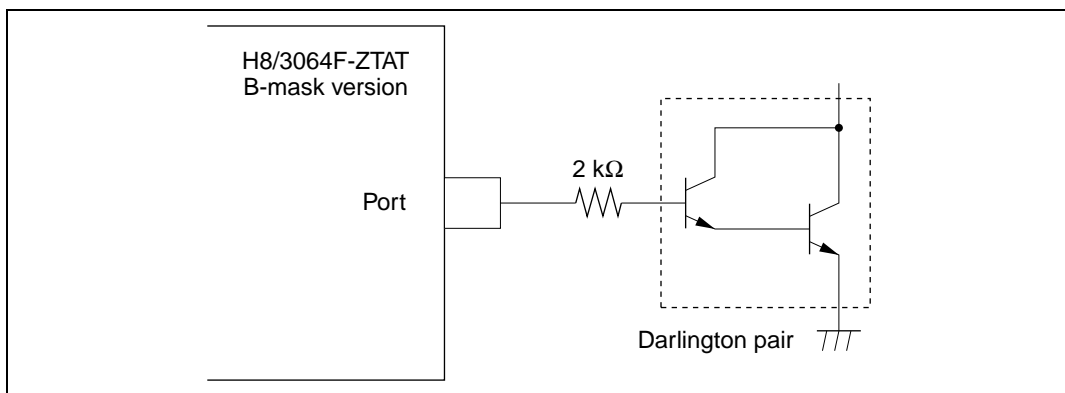 H8/3064F-ZTAT
B-mask version
Port
2 kΩ
Darlington pair